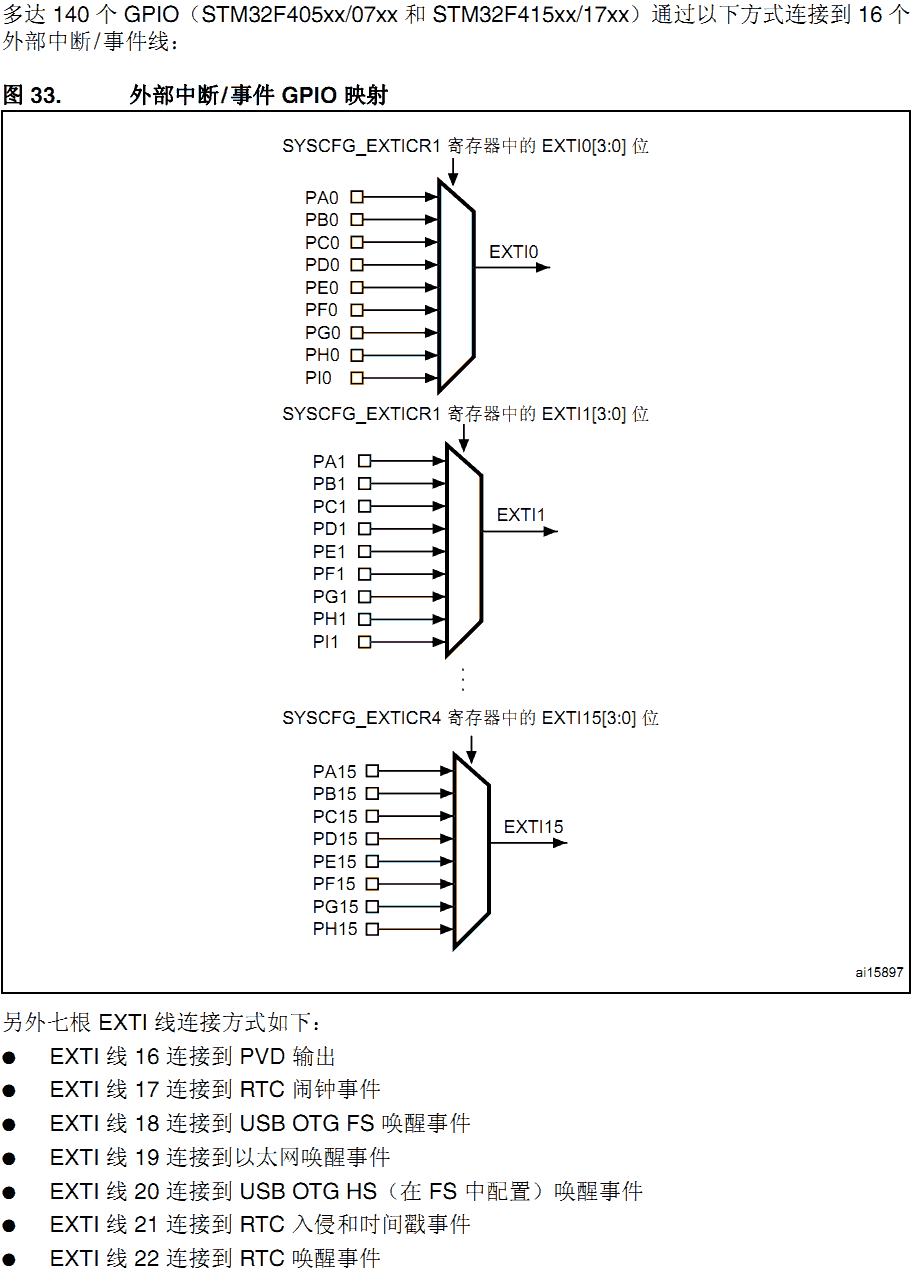 多达 140 个 GPIO（STM32F405xx/07xx 和 STM32F415xx/17xx）通过以下方式连接到 16 个
外部中断/事件线：
图 33. 外部中断/事件 GPIO 映射
SYSCFG_EXTICR1 寄存器中的 EXTI0[3:0] 位
PA0
PB0
PC0
PD0
PE0
PF0
PG0
PH0
PI0
EXTI0
SYSCFG_EXTICR1 寄存器中的 EXTI1[3:0] 位
PA1
PB1
PC1
PD1
PE1
PF1
PG1
PH1
PI1
EXTI1
SYSCFG_EXTICR4 寄存器中的 EXTI15[3:0] 位
PA15
PB15
PC15
PD15
PE15
PF15
PG15
PH15
EXTI15
ai15897
另外七根 EXTI 线连接方式如下：
● EXTI 线 16 连接到 PVD 输出
● EXTI 线 17 连接到 RTC 闹钟事件
● EXTI 线 18 连接到 USB OTG FS 唤醒事件
● EXTI 线 19 连接到以太网唤醒事件
● EXTI 线 20 连接到 USB OTG HS（在 FS 中配置）唤醒事件
● EXTI 线 21 连接到 RTC 入侵和时间戳事件
● EXTI 线 22 连接到 RTC 唤醒事件